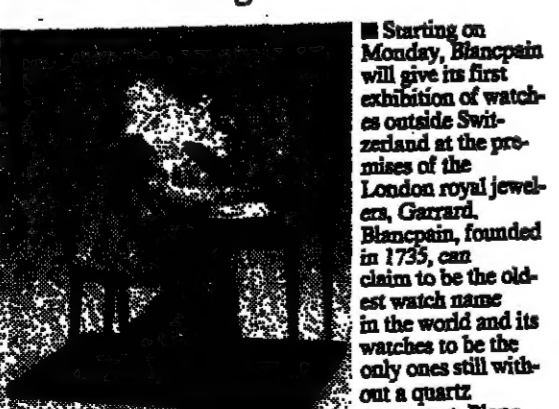 ■ Starting on
Monday, Blancpain
will give its first
exhibition of watch-
es outside Swit-
zerland at the pre-
mises of the
London royal jewel-
ers, Garrard.
Blancpain, founded
in 1735, can
claim to be the old-
est watch name
in the world and its
watches to be the
only ones still with-
out a quartz